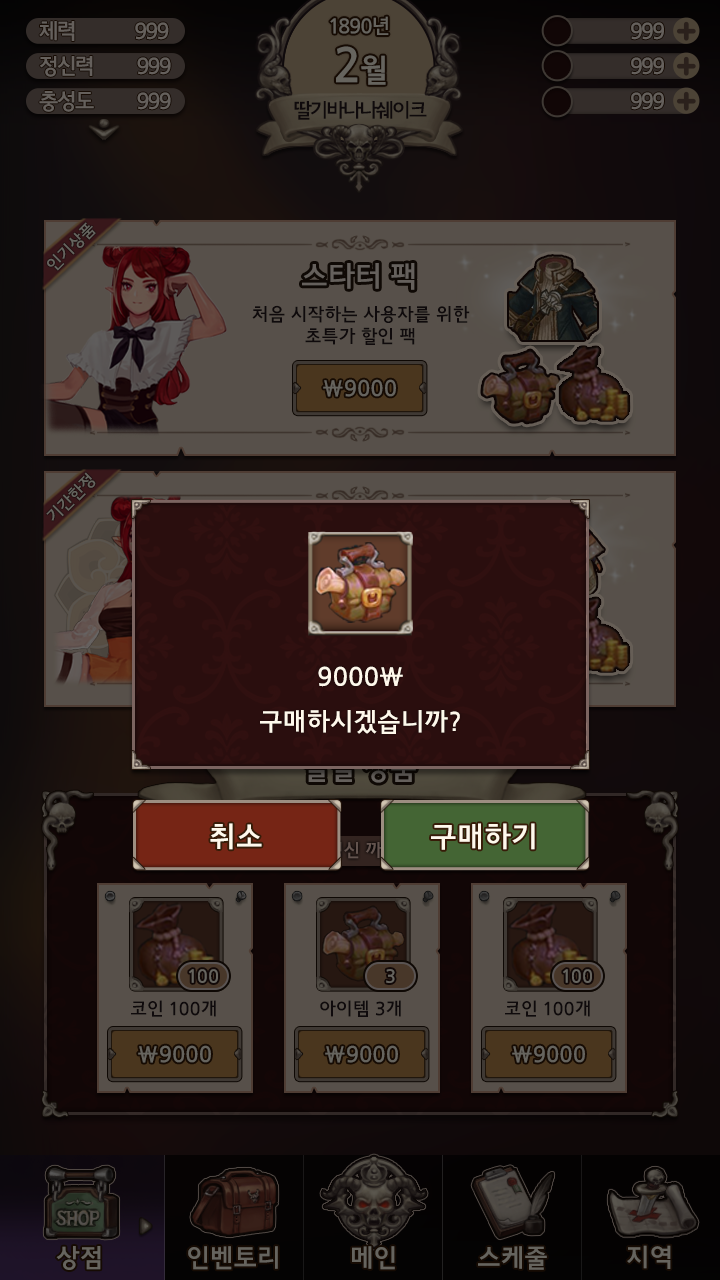 체력 999
정신력 999
충성도 999
1890년
2월
딸기바나나쉐이크
999
999
999
인기상품
스타터 팩
처음 시작하는 사용자를 위한
초특가 할인 팩
₩9000
기간한정
9000₩
구매하시겠습니까?
상품
취소
구매하기
100
코인 100개
₩9000
3
아이템 3개
₩9000
100
코인 100개
₩9000
SHOP
상점
인벤토리
메인
스케줄
지역